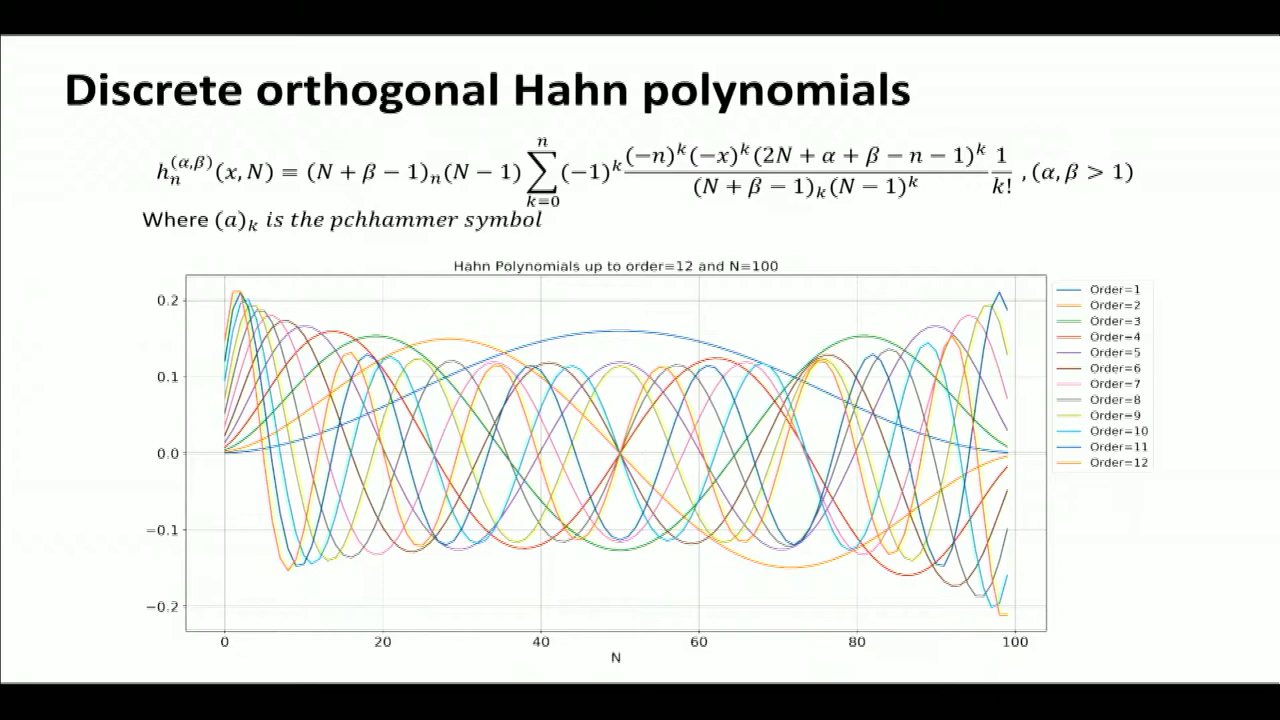 Discrete orthogonal Hahn polynomials
h_n^{(α,β)}(x, N) = (N + β − 1)_n(N − 1) ∑_{k=0}^{n} (−1)^k \frac{(−n)^k(−x)^k(2N + α + β − n − 1)^k}{(N + β − 1)_k(N − 1)^k} \frac{1}{k!} , (α, β > 1)
Where (a)_k is the pchhammer symbol
Hahn Polynomials up to order=12 and N=100
0.2
0.1
0.0
−0.1
−0.2
0 20 40 60 80 100
N
Order=1
Order=2
Order=3
Order=4
Order=5
Order=6
Order=7
Order=8
Order=9
Order=10
Order=11
Order=12